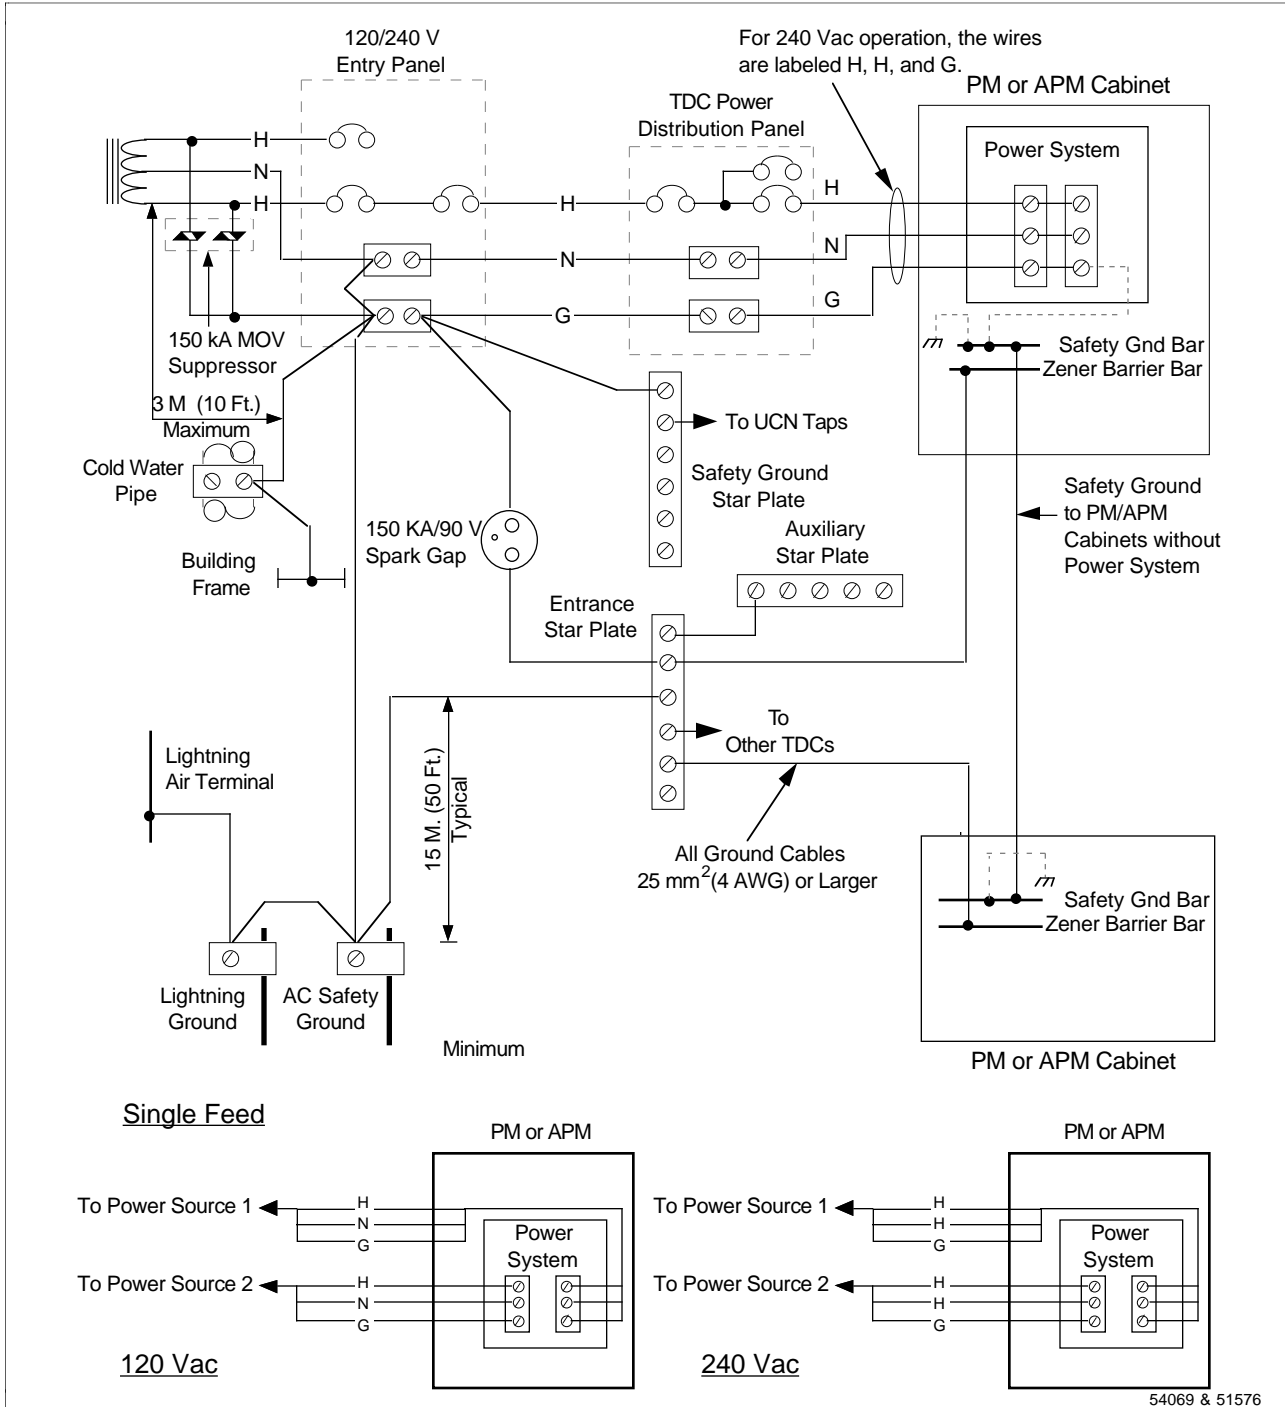 120/240 V
Entry Panel
For 240 Vac operation, the wires
are labeled H, H, and G.
PM or APM Cabinet
TDC Power
Distribution Panel
Power System
H
N
H
H
H
N
N
G
G
150 kA MOV
Suppressor
Safety Gnd Bar
Zener Barrier Bar
3 M (10 Ft.)
Maximum
To UCN Taps
Cold Water
Pipe
Safety Ground
Star Plate
Safety Ground
to PM/APM
Cabinets without
Power System
150 KA/90 V
Spark Gap
Auxiliary
Star Plate
Building
Frame
Entrance
Star Plate
To
Other TDCs
Lightning
Air Terminal
15 M. (50 Ft.)
Typical
All Ground Cables
25 mm2(4 AWG) or Larger
Safety Gnd Bar
Zener Barrier Bar
Lightning
Ground
AC Safety
Ground
Minimum
PM or APM Cabinet
Single Feed
PM or APM
To Power Source 1
H
N
G
Power
System
To Power Source 2
H
N
G
120 Vac
PM or APM
To Power Source 1
H
H
G
Power
System
To Power Source 2
H
H
G
240 Vac
54069 & 51576